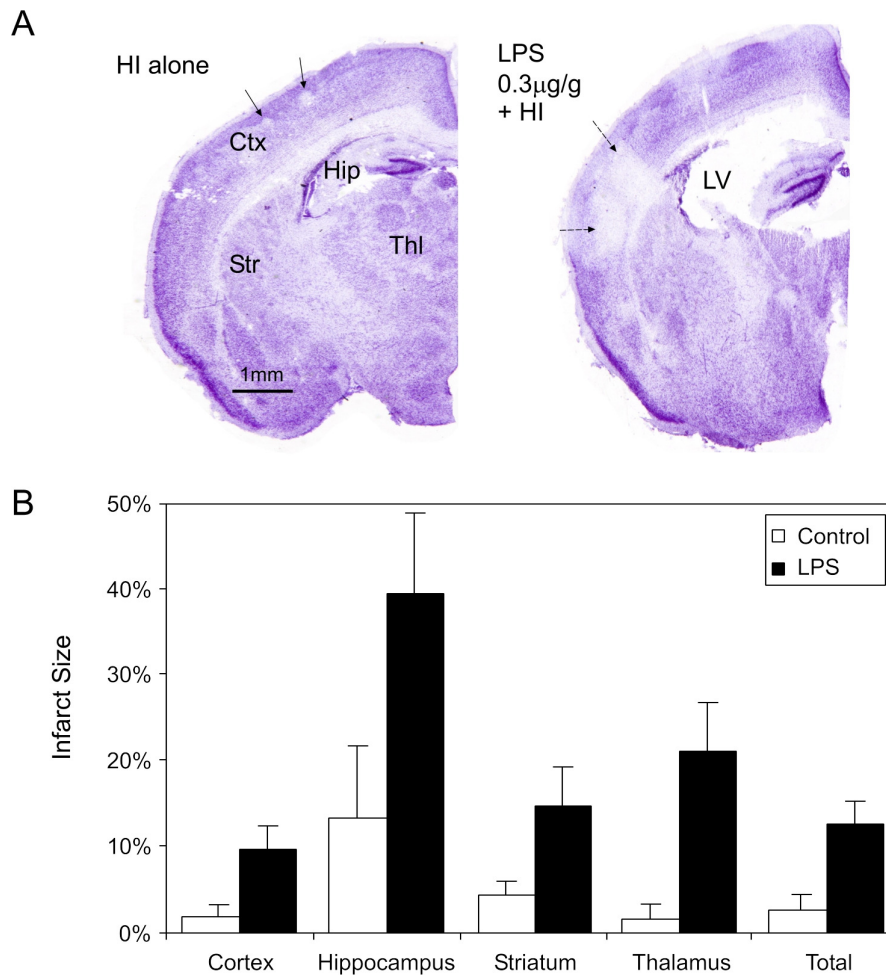 A
HI alone
Ctx
Hip
Str
Thl
1mm
LPS
0.3μg/g
+ HI
LV
B
Infarct Size
50%
40%
30%
20%
10%
0%
Control
LPS
Cortex Hippocampus Striatum Thalamus Total